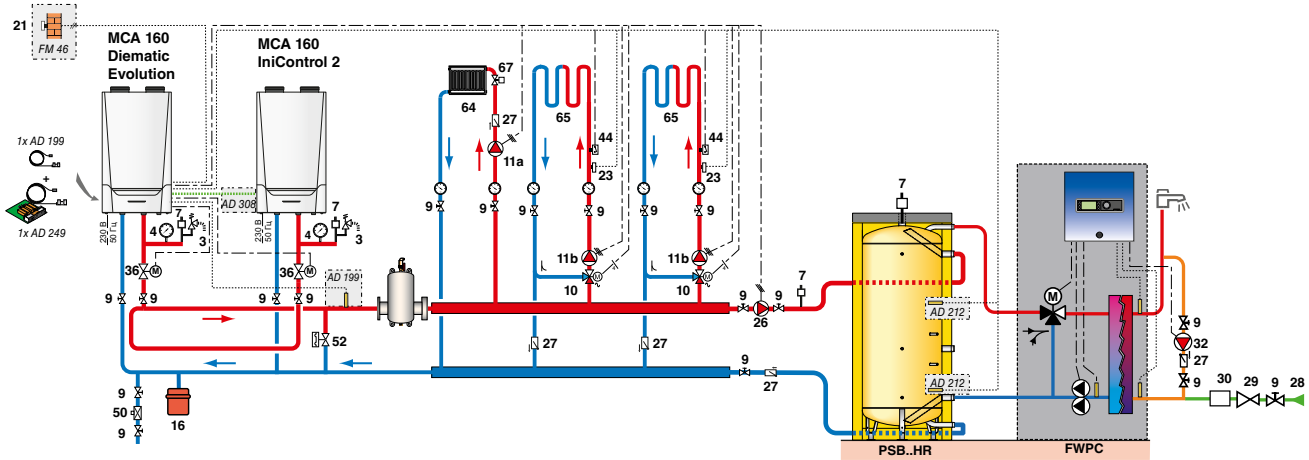 21
FM 46
MCA 160
Diematic
Evolution
MCA 160
IniControl 2
1x AD 199
+
1x AD 249
230 В
50 Гц
AD 308
230 В
50 Гц
7
4
3
7
4
3
36
M
36
M
9
9
9
9
AD 199
52
9
50
9
16
64
67
27
11a
9
9
65
44
23
9
9
11b
M
10
27
65
44
23
9
9
11b
M
10
27
9
9
26
7
9
27
7
AD 212
AD 212
PSB..HR
M
FWPC
9
32
27
9
30
29
9
28